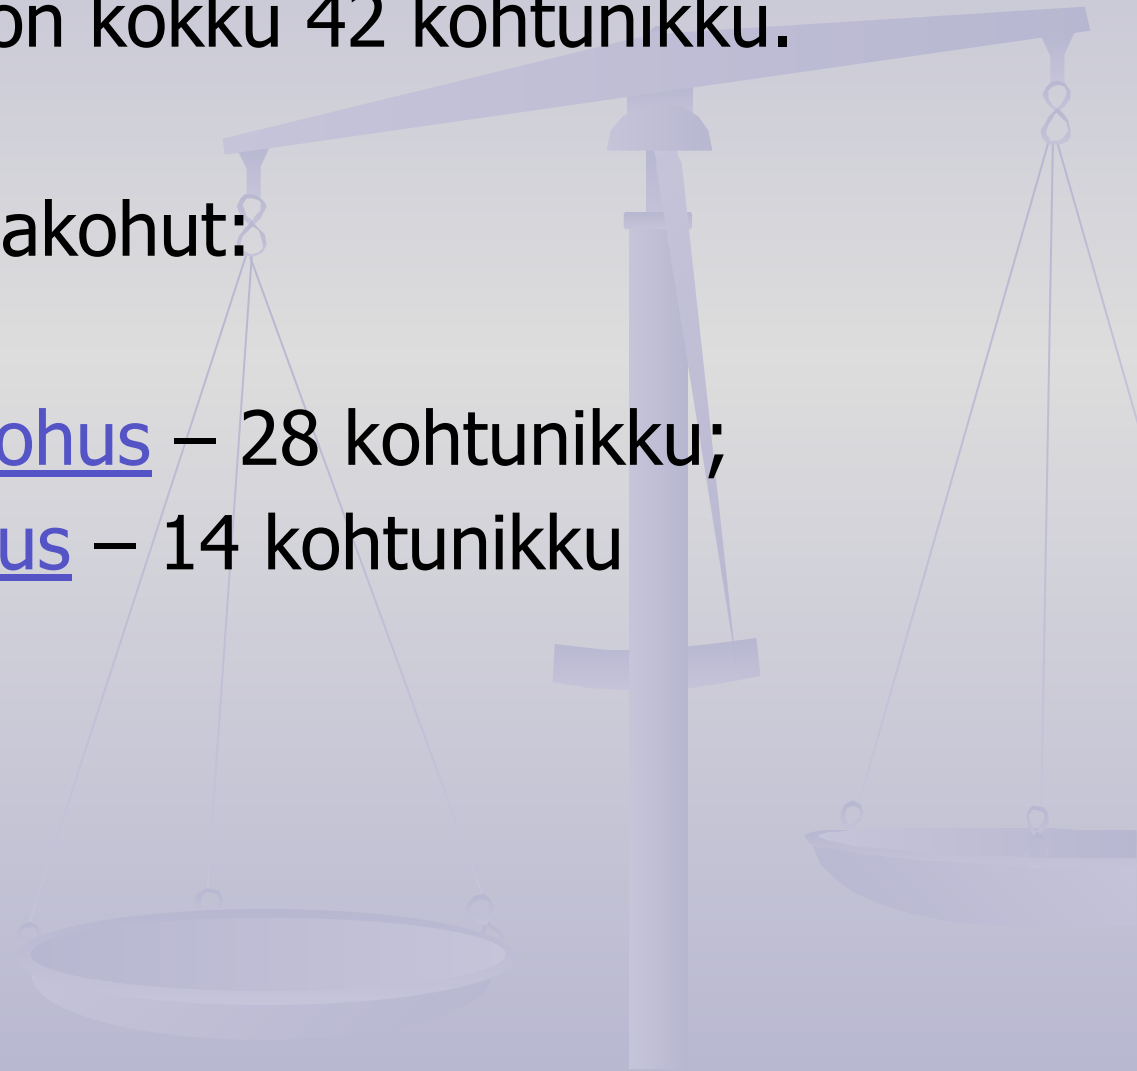 on kokku 42 kohtunikku.
akohut:
ohus – 28 kohtunikku;
us – 14 kohtunikku